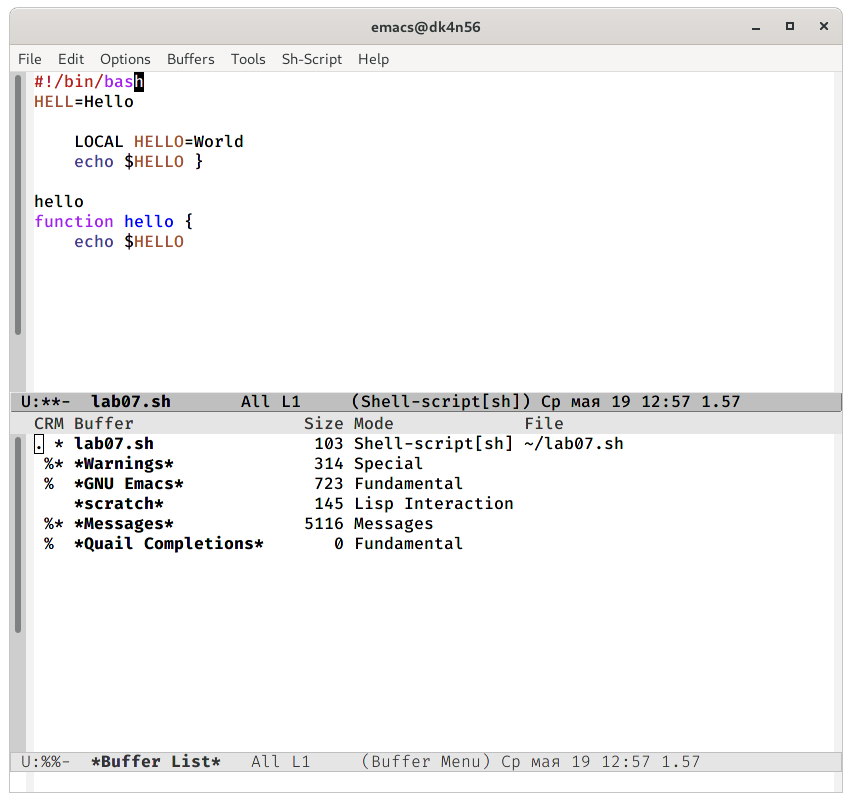 emacs@dk4n56
File Edit Options Buffers Tools Sh-Script Help
#!/bin/bash
HELL=Hello
    LOCAL HELLO=World
    echo $HELLO }
hello
function hello {
    echo $HELLO
U:**-  lab07.sh       All L1     (Shell-script[sh]) Ср мая 19 12:57 1.57
CRM Buffer                 Size Mode             File
. * lab07.sh                103 Shell-script[sh] ~/lab07.sh
 %* *Warnings*              314 Special
 %  *GNU Emacs*             723 Fundamental
    *scratch*               145 Lisp Interaction
 %* *Messages*             5116 Messages
 %  *Quail Completions*       0 Fundamental
U:%%-  *Buffer List*   All L1     (Buffer Menu) Ср мая 19 12:57 1.57